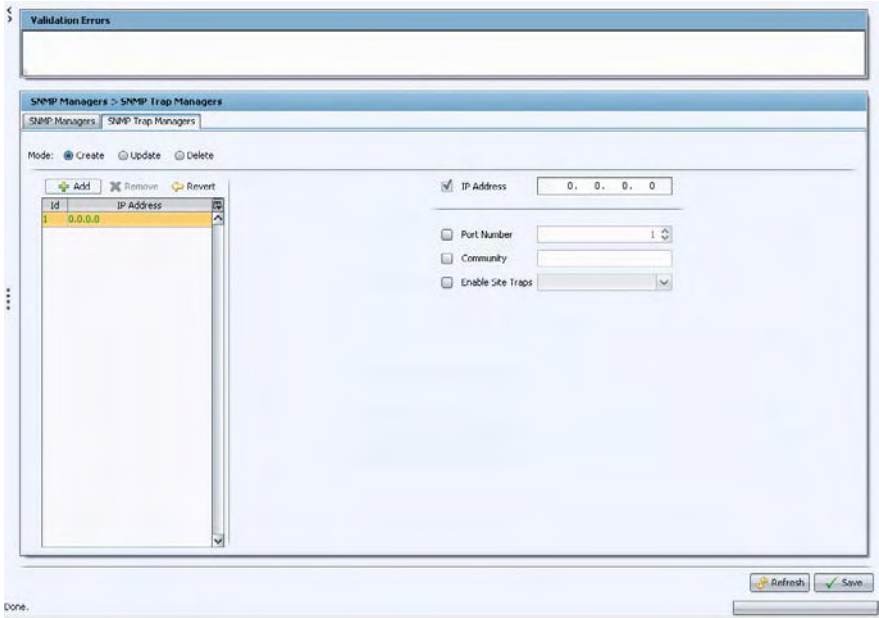 Validation Errors
SNMP Managers > SNMP Trap Managers
SNMP Managers SNMP Trap Managers
Mode: Create Update Delete
Add Remove Revert
Id IP Address
1 0.0.0.0
IP Address 0. 0. 0. 0
Port Number 1
Community
Enable Site Traps
Refresh Save
Done.